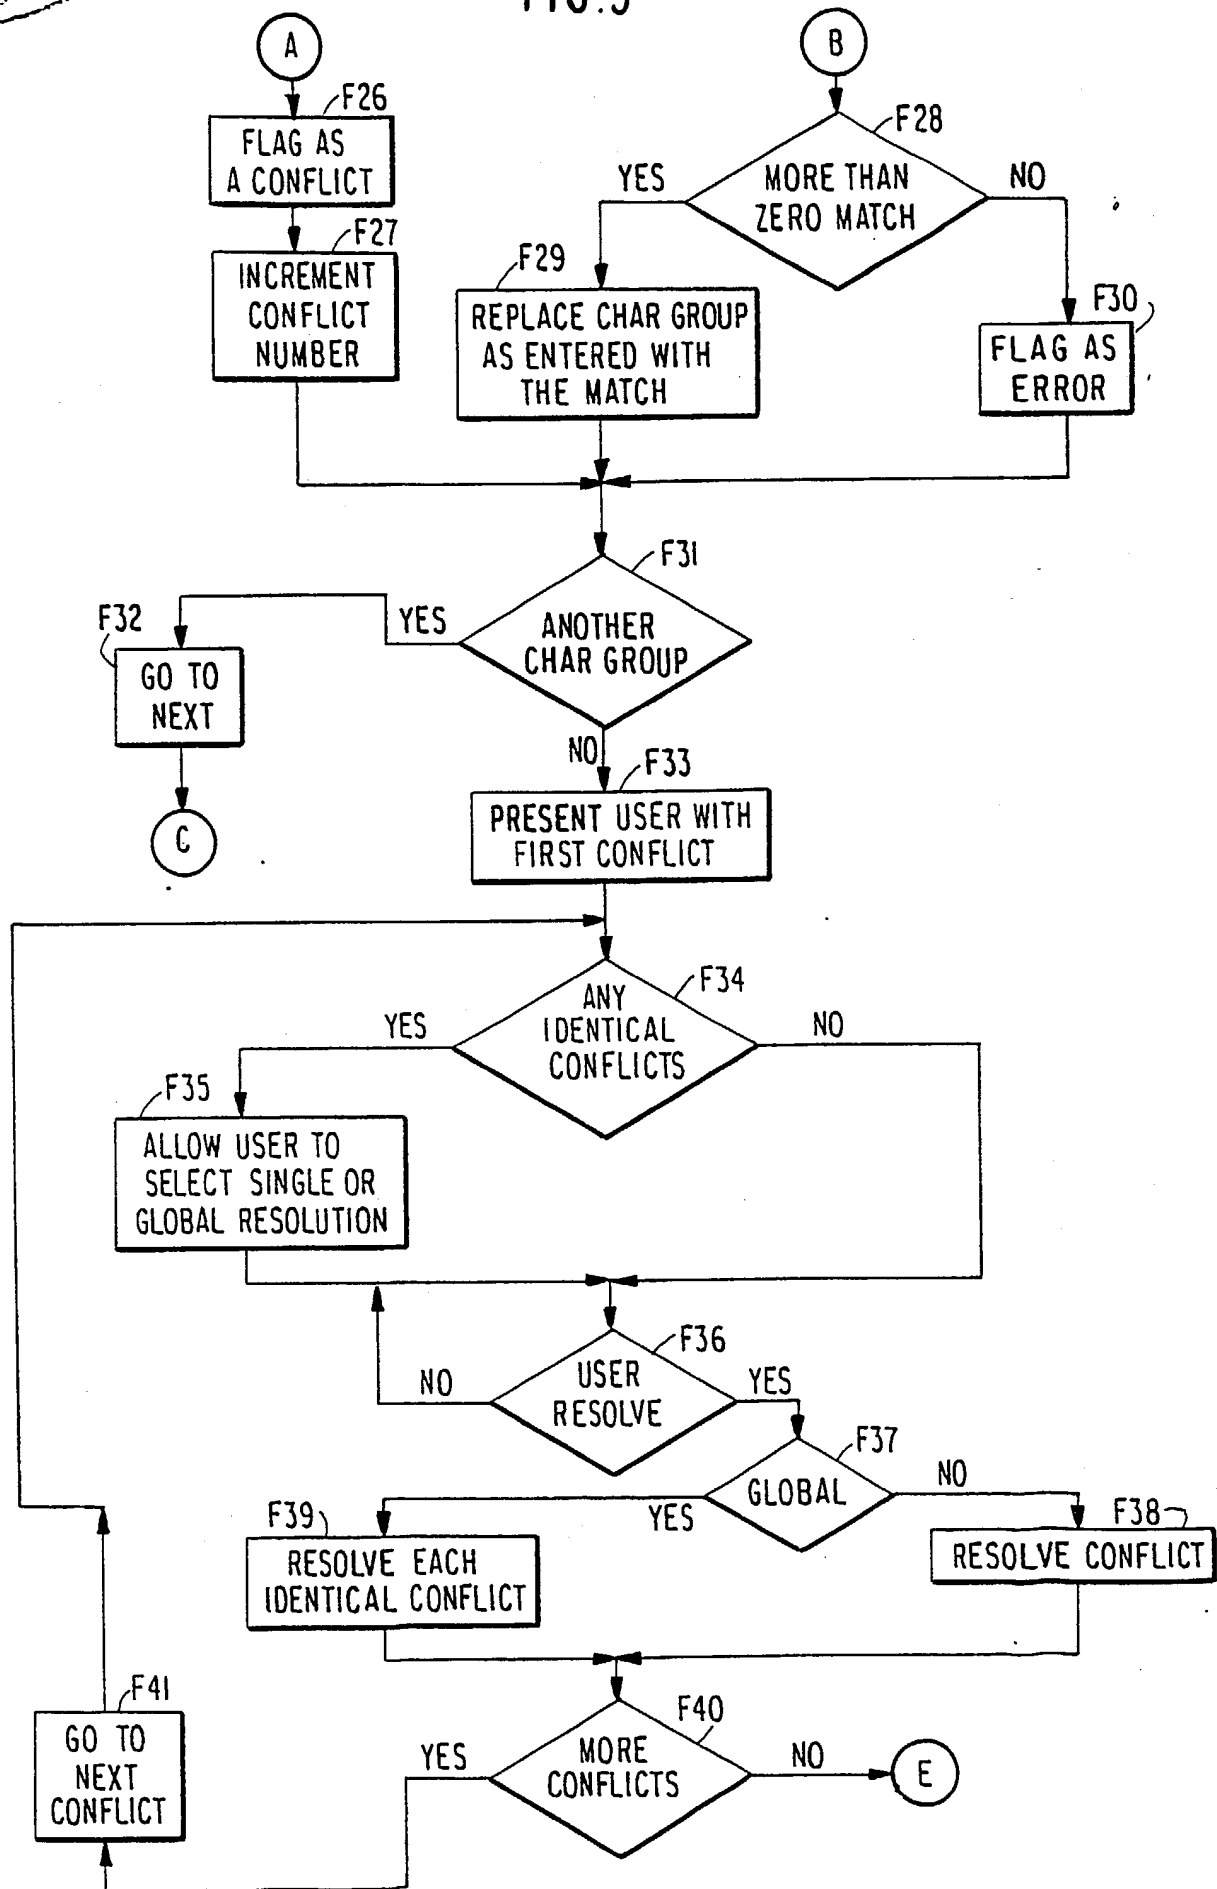 A
B
F26
FLAG AS
A CONFLICT
F27
INCREMENT
CONFLICT
NUMBER
F28
YES
MORE THAN
ZERO MATCH
NO
F29
REPLACE CHAR GROUP
AS ENTERED WITH
THE MATCH
F30
FLAG AS
ERROR
F31
YES
ANOTHER
CHAR GROUP
F32
GO TO
NEXT
C
NO
F33
PRESENT USER WITH
FIRST CONFLICT
F34
YES
ANY
IDENTICAL
CONFLICTS
NO
F35
ALLOW USER TO
SELECT SINGLE OR
GLOBAL RESOLUTION
F36
NO
USER
RESOLVE
YES
F37
GLOBAL
YES
NO
F39
RESOLVE EACH
IDENTICAL CONFLICT
F38
RESOLVE CONFLICT
F41
GO TO
NEXT
CONFLICT
F40
YES
MORE
CONFLICTS
NO
E